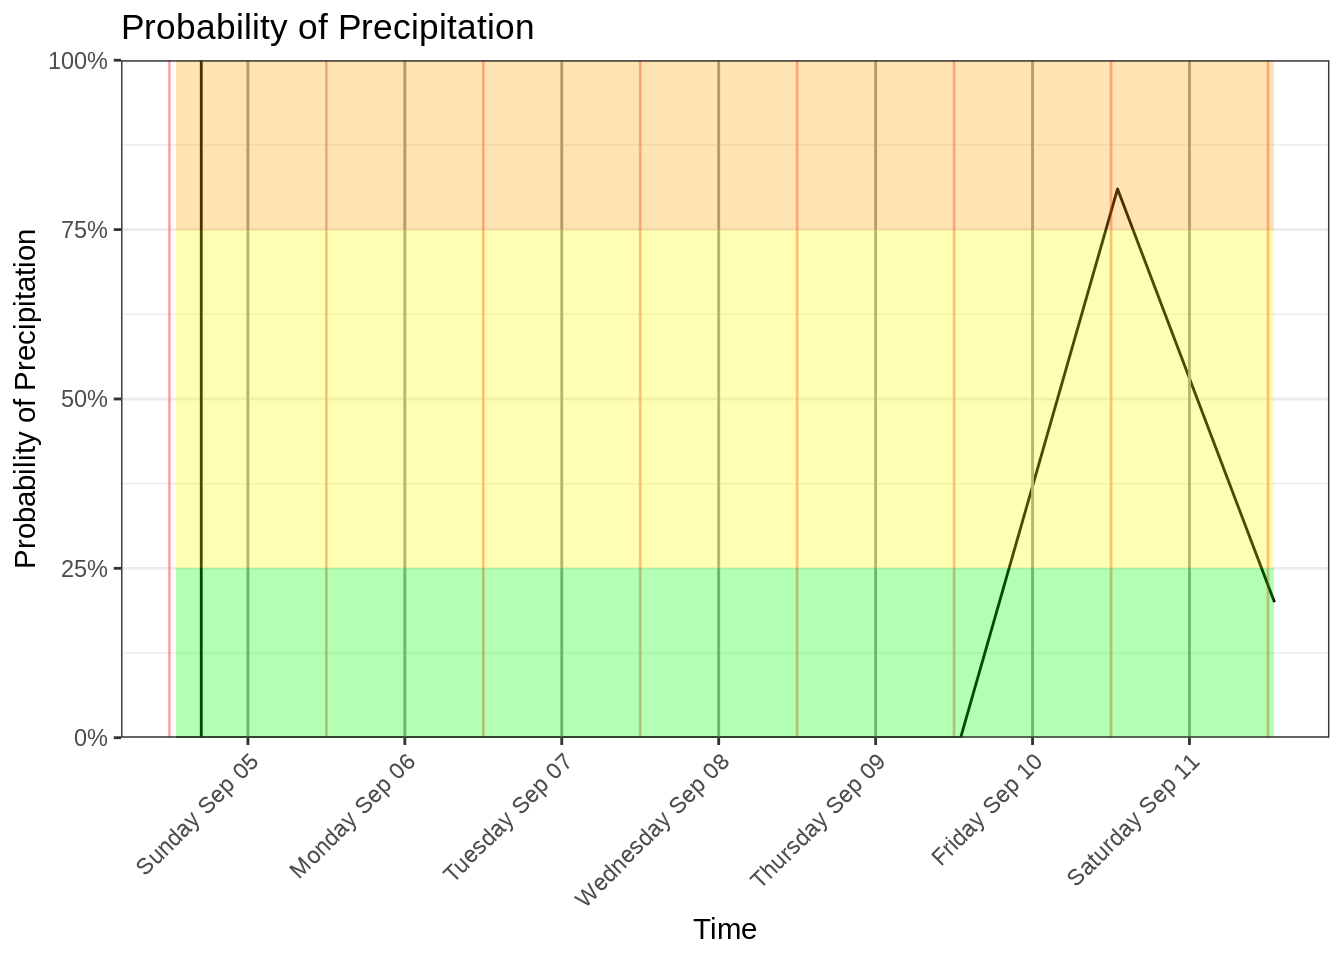 Probability of Precipitation
100%
75%
50%
25%
0%
Probability of Precipitation
Sunday Sep 05
Monday Sep 06
Tuesday Sep 07
Wednesday Sep 08
Thursday Sep 09
Friday Sep 10
Saturday Sep 11
Time